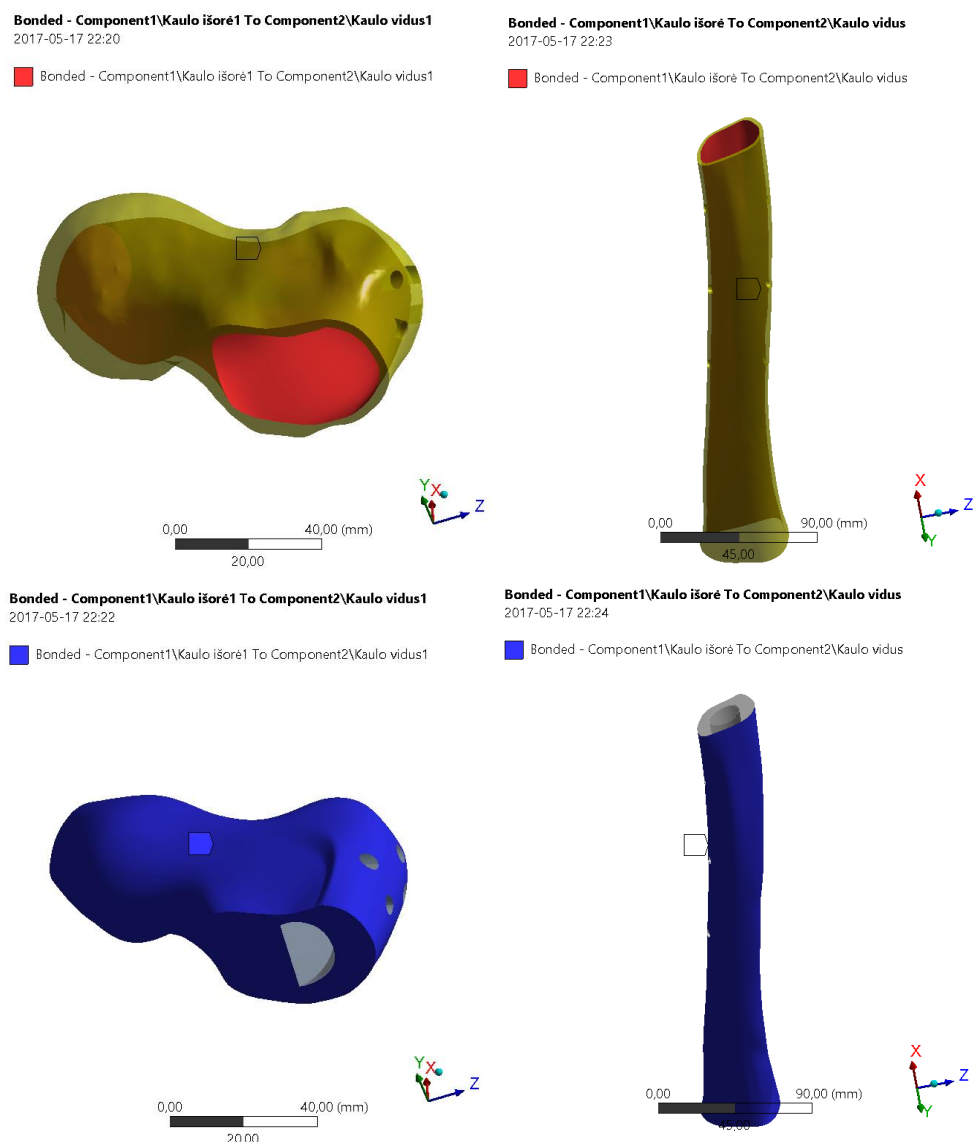 Bonded - Component1\Kaulo išorė1 To Component2\Kaulo vidus1
2017-05-17 22:20
Bonded - Component1\Kaulo išorė1 To Component2\Kaulo vidus1
Y
X
Z
0,00
40,00 (mm)
20,00
Bonded - Component1\Kaulo išorė To Component2\Kaulo vidus
2017-05-17 22:23
Bonded - Component1\Kaulo išorė To Component2\Kaulo vidus
X
Z
Y
0,00
90,00 (mm)
45,00
Bonded - Component1\Kaulo išorė1 To Component2\Kaulo vidus1
2017-05-17 22:22
Bonded - Component1\Kaulo išorė1 To Component2\Kaulo vidus1
Y
X
Z
0,00
40,00 (mm)
20,00
Bonded - Component1\Kaulo išorė To Component2\Kaulo vidus
2017-05-17 22:24
Bonded - Component1\Kaulo išorė To Component2\Kaulo vidus
X
Z
Y
0,00
90,00 (mm)
45,00